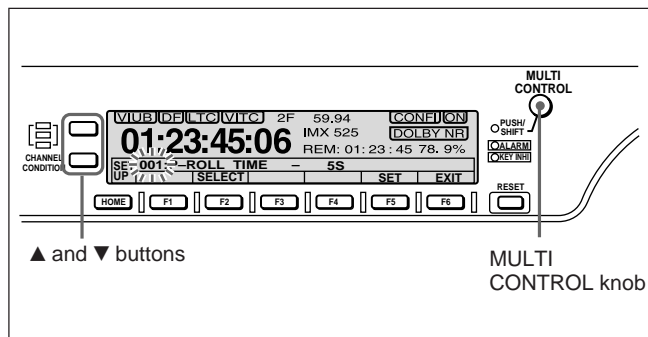 MULTI
CONTROL
PUSH/
SHIFT
ALARM
KEY INHI
VIUB DF LTC VITC 2F 59.94 CONFI ON
01:23:45:06 IMX 525 DOLBY NR
REM: 01: 23 : 45 78. 9%
SE 001: –ROLL TIME – 5S
UP SELECT SET EXIT
CHANNEL
CONDITION
HOME F1 F2 F3 F4 F5 F6 RESET
▲ and ▼ buttons
MULTI
CONTROL knob